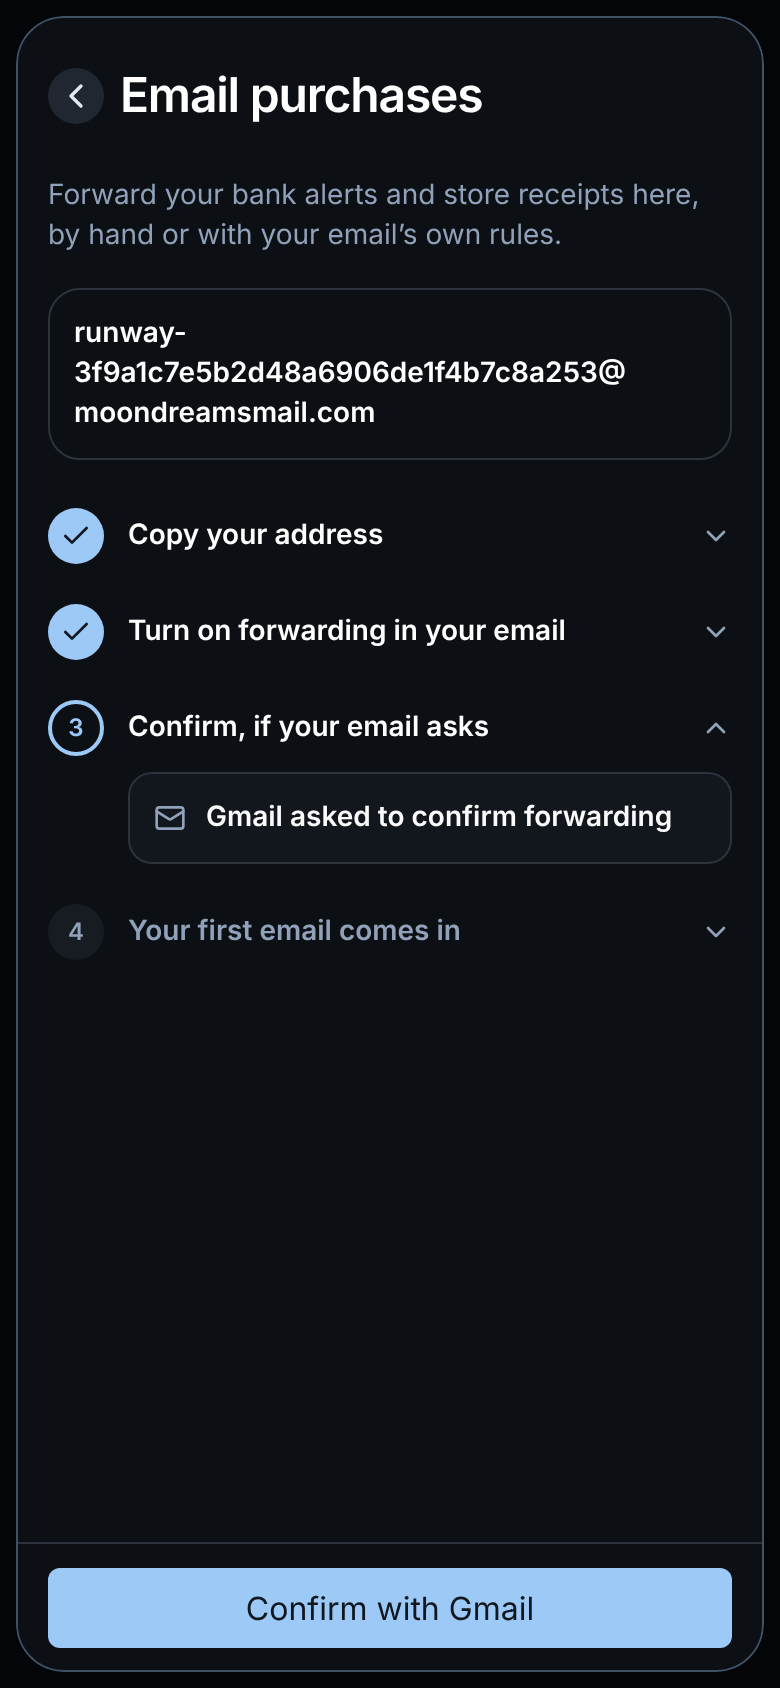 Email purchases
Forward your bank alerts and store receipts here,
by hand or with your email’s own rules.
runway-
3f9a1c7e5b2d48a6906de1f4b7c8a253@
moondreamsmail.com
Copy your address
Turn on forwarding in your email
3 Confirm, if your email asks
Gmail asked to confirm forwarding
4 Your first email comes in
Confirm with Gmail